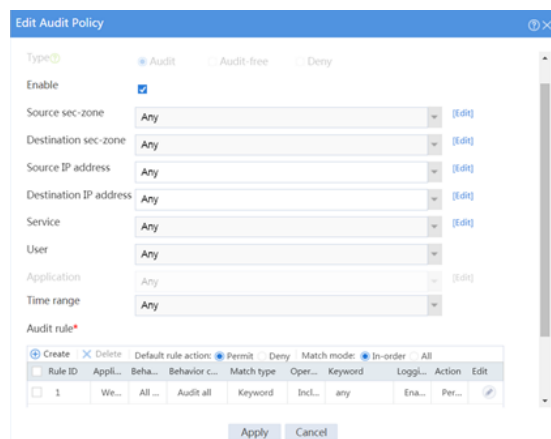 Edit Audit Policy
Type
Audit Audit-free Deny
Enable
Source sec-zone Any [Edit]
Destination sec-zone Any [Edit]
Source IP address Any [Edit]
Destination IP address Any [Edit]
Service Any [Edit]
User Any
Application Any [Edit]
Time range Any
Audit rule*
Create Delete Default rule action: Permit Deny Match mode: In-order All
Rule ID Appli... Beha... Behavior c... Match type Oper... Keyword Loggi... Action Edit
1 We... All ... Audit all Keyword Incl... any Ena... Per...
Apply Cancel